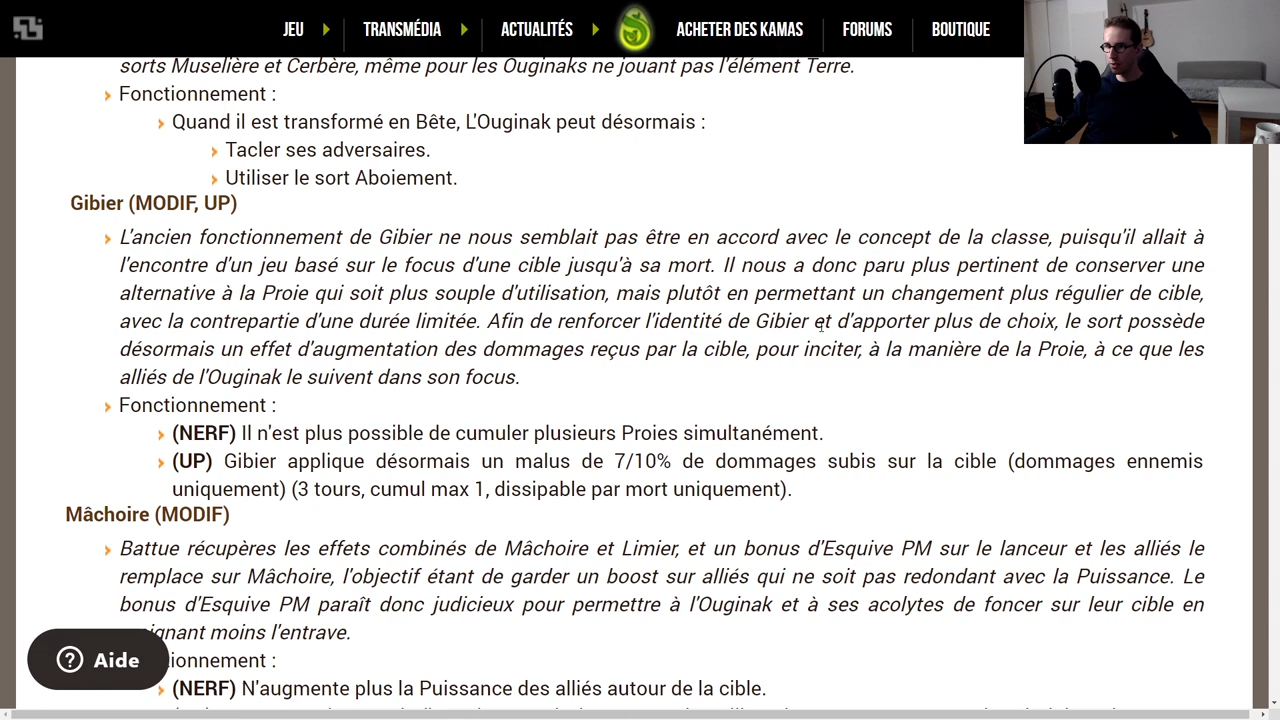 JEU
TRANSMÉDIA
ACTUALITÉS
ACHETER DES KAMAS
FORUMS
BOUTIQUE
sorts Muselière et Cerbère, même pour les Ouginaks ne jouant pas l'élément Terre.
Fonctionnement :
Quand il est transformé en Bête, L'Ouginak peut désormais :
Tacler ses adversaires.
Utiliser le sort Aboiement.
Gibier (MODIF, UP)
L'ancien fonctionnement de Gibier ne nous semblait pas être en accord avec le concept de la classe, puisqu'il allait à
l'encontre d'un jeu basé sur le focus d'une cible jusqu'à sa mort. Il nous a donc paru plus pertinent de conserver une
alternative à la Proie qui soit plus souple d'utilisation, mais plutôt en permettant un changement plus régulier de cible,
avec la contrepartie d'une durée limitée. Afin de renforcer l'identité de Gibier et d'apporter plus de choix, le sort possède
désormais un effet d'augmentation des dommages reçus par la cible, pour inciter, à la manière de la Proie, à ce que les
alliés de l'Ouginak le suivent dans son focus.
Fonctionnement :
(NERF) Il n'est plus possible de cumuler plusieurs Proies simultanément.
(UP) Gibier applique désormais un malus de 7/10% de dommages subis sur la cible (dommages ennemis
uniquement) (3 tours, cumul max 1, dissipable par mort uniquement).
Mâchoire (MODIF)
Battue récupères les effets combinés de Mâchoire et Limier, et un bonus d'Esquive PM sur le lanceur et les alliés le
remplace sur Mâchoire, l'objectif étant de garder un boost sur alliés qui ne soit pas redondant avec la Puissance. Le
bonus d'Esquive PM paraît donc judicieux pour permettre à l'Ouginak et à ses acolytes de foncer sur leur cible en
ignant moins l'entrave.
tionnement :
(NERF) N'augmente plus la Puissance des alliés autour de la cible.
Aide